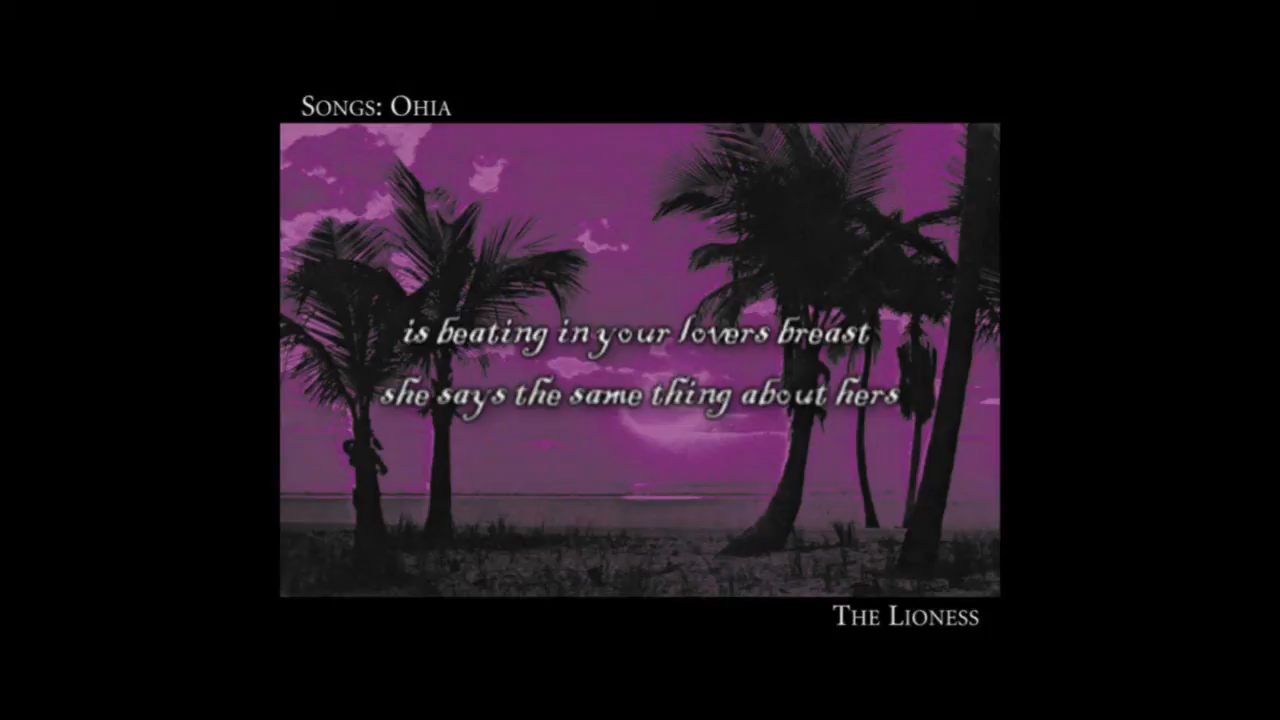 Songs: Ohia
is beating in your lovers breast
she says the same thing about hers
The Lioness